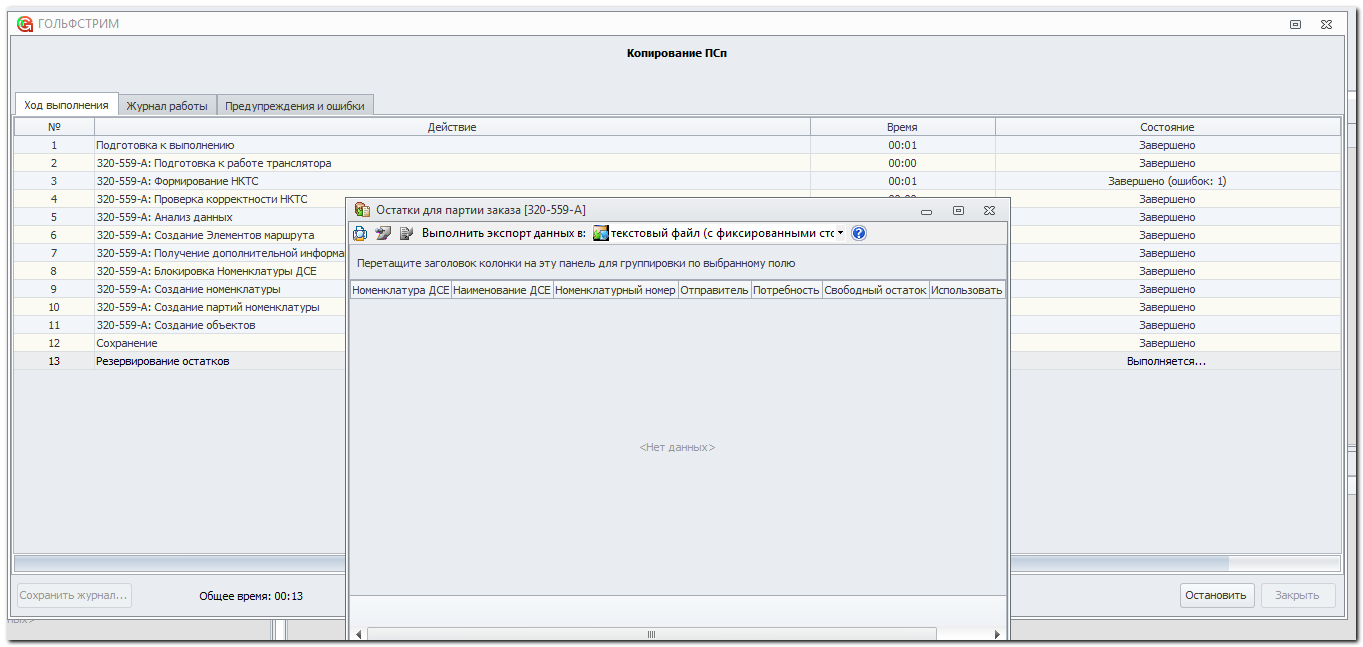 ГОЛЬФСТРИМ
Копирование ПСп
Ход выполнения Журнал работы Предупреждения и ошибки
№ Действие Время Состояние
1 Подготовка к выполнению 00:01 Завершено
2 320-559-А: Подготовка к работе транслятора 00:00 Завершено
3 320-559-А: Формирование НКТС 00:01 Завершено (ошибок: 1)
4 320-559-А: Проверка корректности НКТС Завершено
5 320-559-А: Анализ данных Завершено
6 320-559-А: Создание Элементов маршрута Завершено
7 320-559-А: Получение дополнительной информа Завершено
8 320-559-А: Блокировка Номенклатуры ДСЕ Завершено
9 320-559-А: Создание номенклатуры Завершено
10 320-559-А: Создание партий номенклатуры Завершено
11 320-559-А: Создание объектов Завершено
12 Сохранение Завершено
13 Резервирование остатков Выполняется...
Остатки для партии заказа [320-559-А]
Выполнить экспорт данных в: текстовый файл (с фиксированными стс
Перетащите заголовок колонки на эту панель для группировки по выбранному полю
Номенклатура ДСЕ Наименование ДСЕ Номенклатурный номер Отправитель Потребность Свободный остаток Использовать
<Нет данных>
Сохранить журнал... Общее время: 00:13 Остановить Закрыть